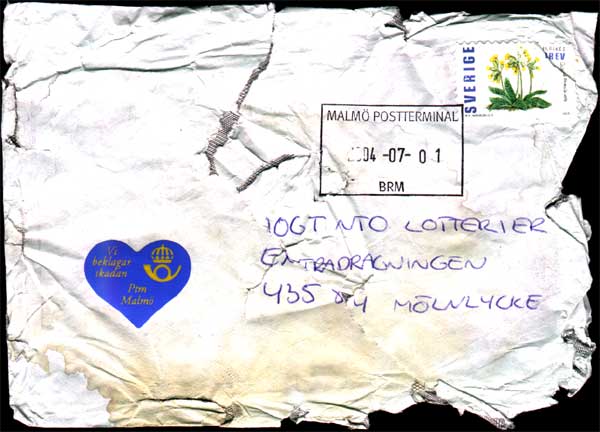 SVERIGE
BREV
MALMÖ POSTTERMINAL
2004 -07- 01
BRM
IOGT NTO LOTTERIER
EXTRADRAGNINGEN
435 84 MÖLNLYCKE
Vi
beklagar
skadan
Ptm
Malmö